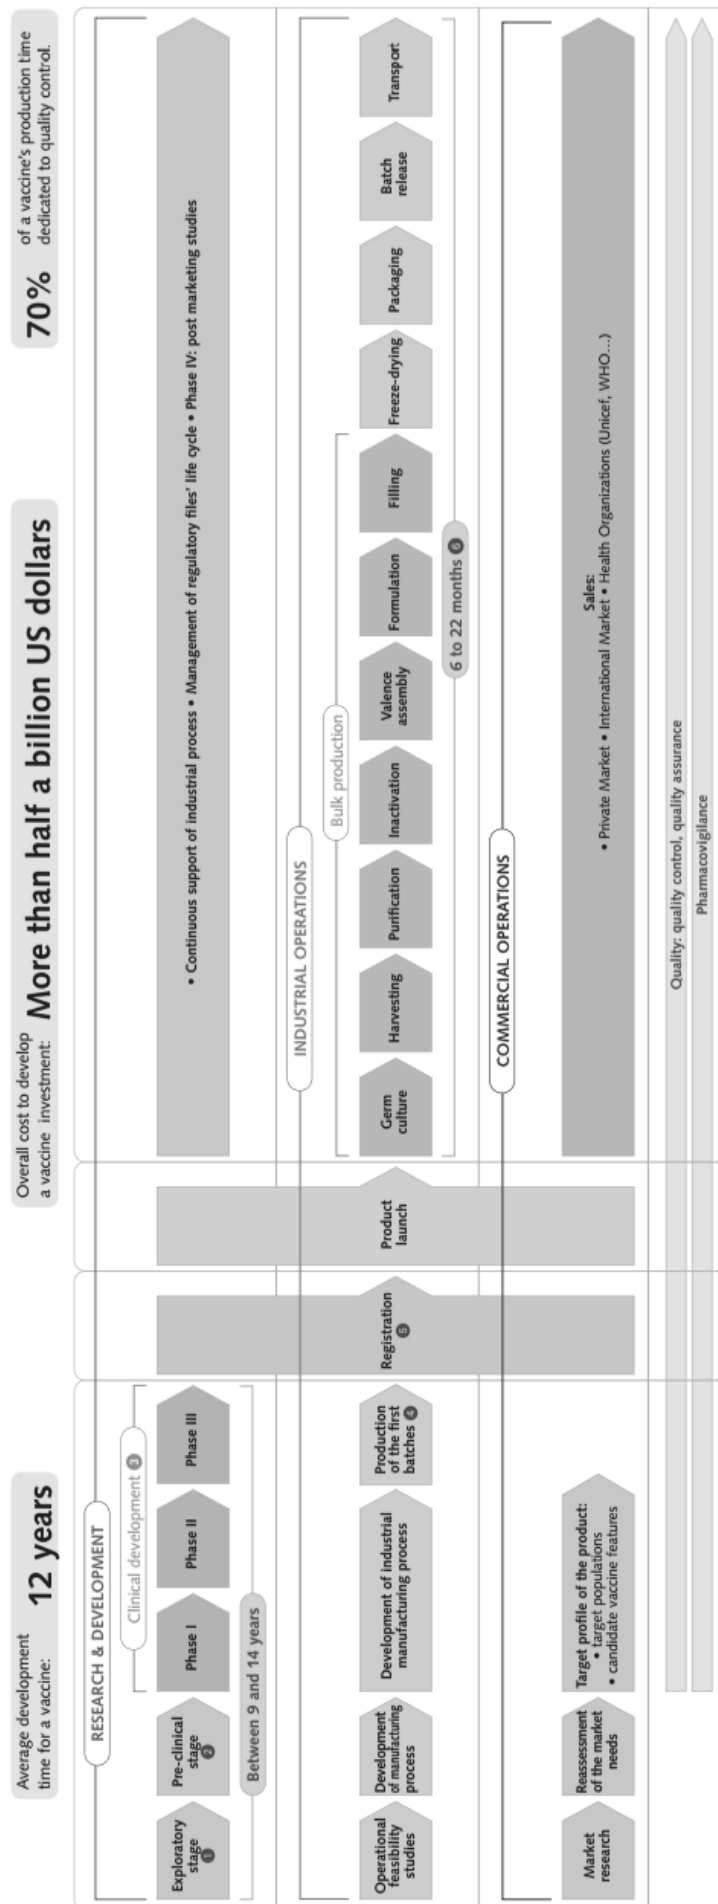 Average development
time for a vaccine:
12 years
Overall cost to develop
a vaccine investment:
More than half a billion US dollars
70%
of a vaccine's production time
dedicated to quality control.
RESEARCH & DEVELOPMENT
Clinical development 3
Exploratory
stage
1
Pre-clinical
stage
2
Phase I
Phase II
Phase III
Between 9 and 14 years
• Continuous support of industrial process • Management of regulatory files' life cycle • Phase IV: post marketing studies
INDUSTRIAL OPERATIONS
Operational
feasibility
studies
Development
of manufacturing
process
Development of industrial
manufacturing process
Production
of the first
batches 4
Registration
5
Product
launch
Bulk production
Germ
culture
Harvesting
Purification
Inactivation
Valence
assembly
Formulation
Filling
Freeze-drying
Packaging
Batch
release
Transport
6 to 22 months 6
COMMERCIAL OPERATIONS
Market
research
Reassessment
of the market
needs
Target profile of the product:
• target populations
• candidate vaccine features
Sales:
• Private Market • International Market • Health Organizations (Unicef, WHO...)
Quality: quality control, quality assurance
Pharmacovigilance